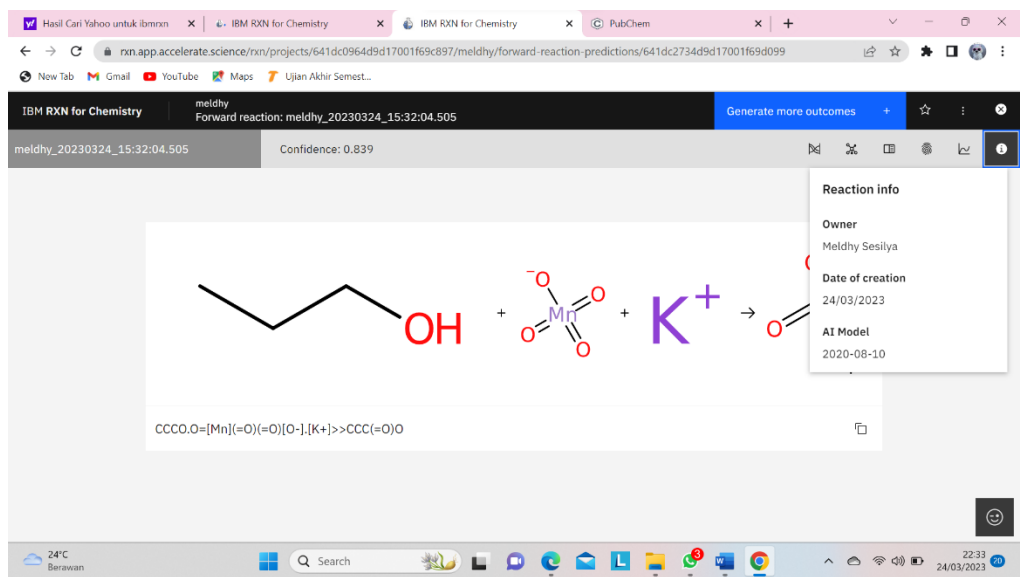 Hasil Cari Yahoo untuk ibmrxn
IBM RXN for Chemistry
IBM RXN for Chemistry
PubChem
rxn.app.accelerate.science/rxn/projects/641dc0964d9d17001f69c897/meldhy/forward-reaction-predictions/641dc2734d9d17001f69d099
New Tab
Gmail
YouTube
Maps
Ujian Akhir Semest...
IBM RXN for Chemistry
meldhy
Forward reaction: meldhy_20230324_15:32:04.505
Generate more outcomes +
meldhy_20230324_15:32:04.505
Confidence: 0.839
Reaction info
Owner
Meldhy Sesilya
Date of creation
24/03/2023
AI Model
2020-08-10
OH
+
-O
O
Mn
O
O
+
K+
→
O
CCCO.O=[Mn](=O)(=O)[O-].[K+]>>CCC(=O)O
24°C
Berawan
Search
3
22:33
24/03/2023
20